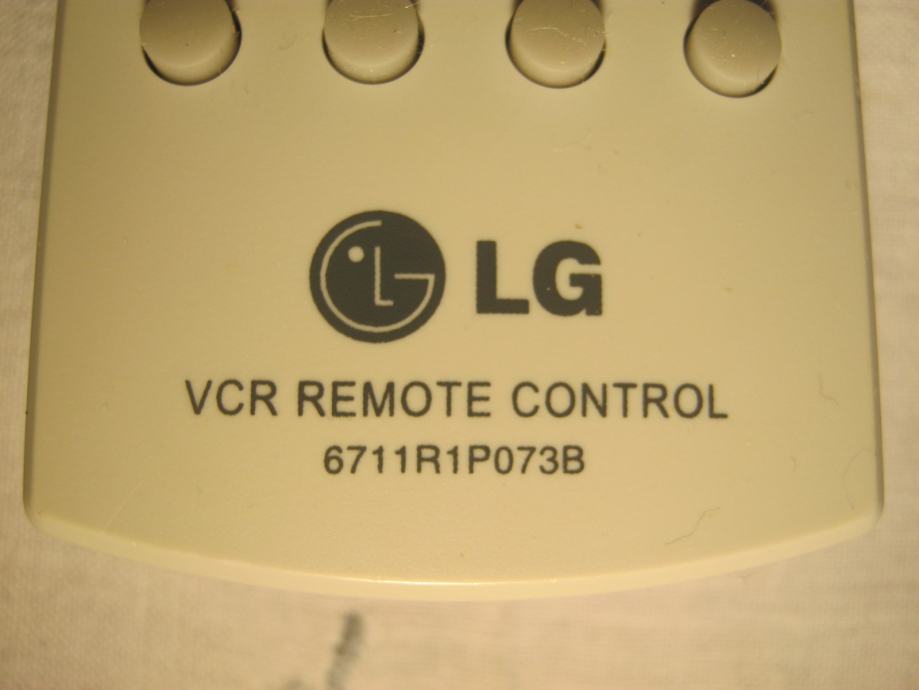 LG
VCR REMOTE CONTROL
6711R1P073B